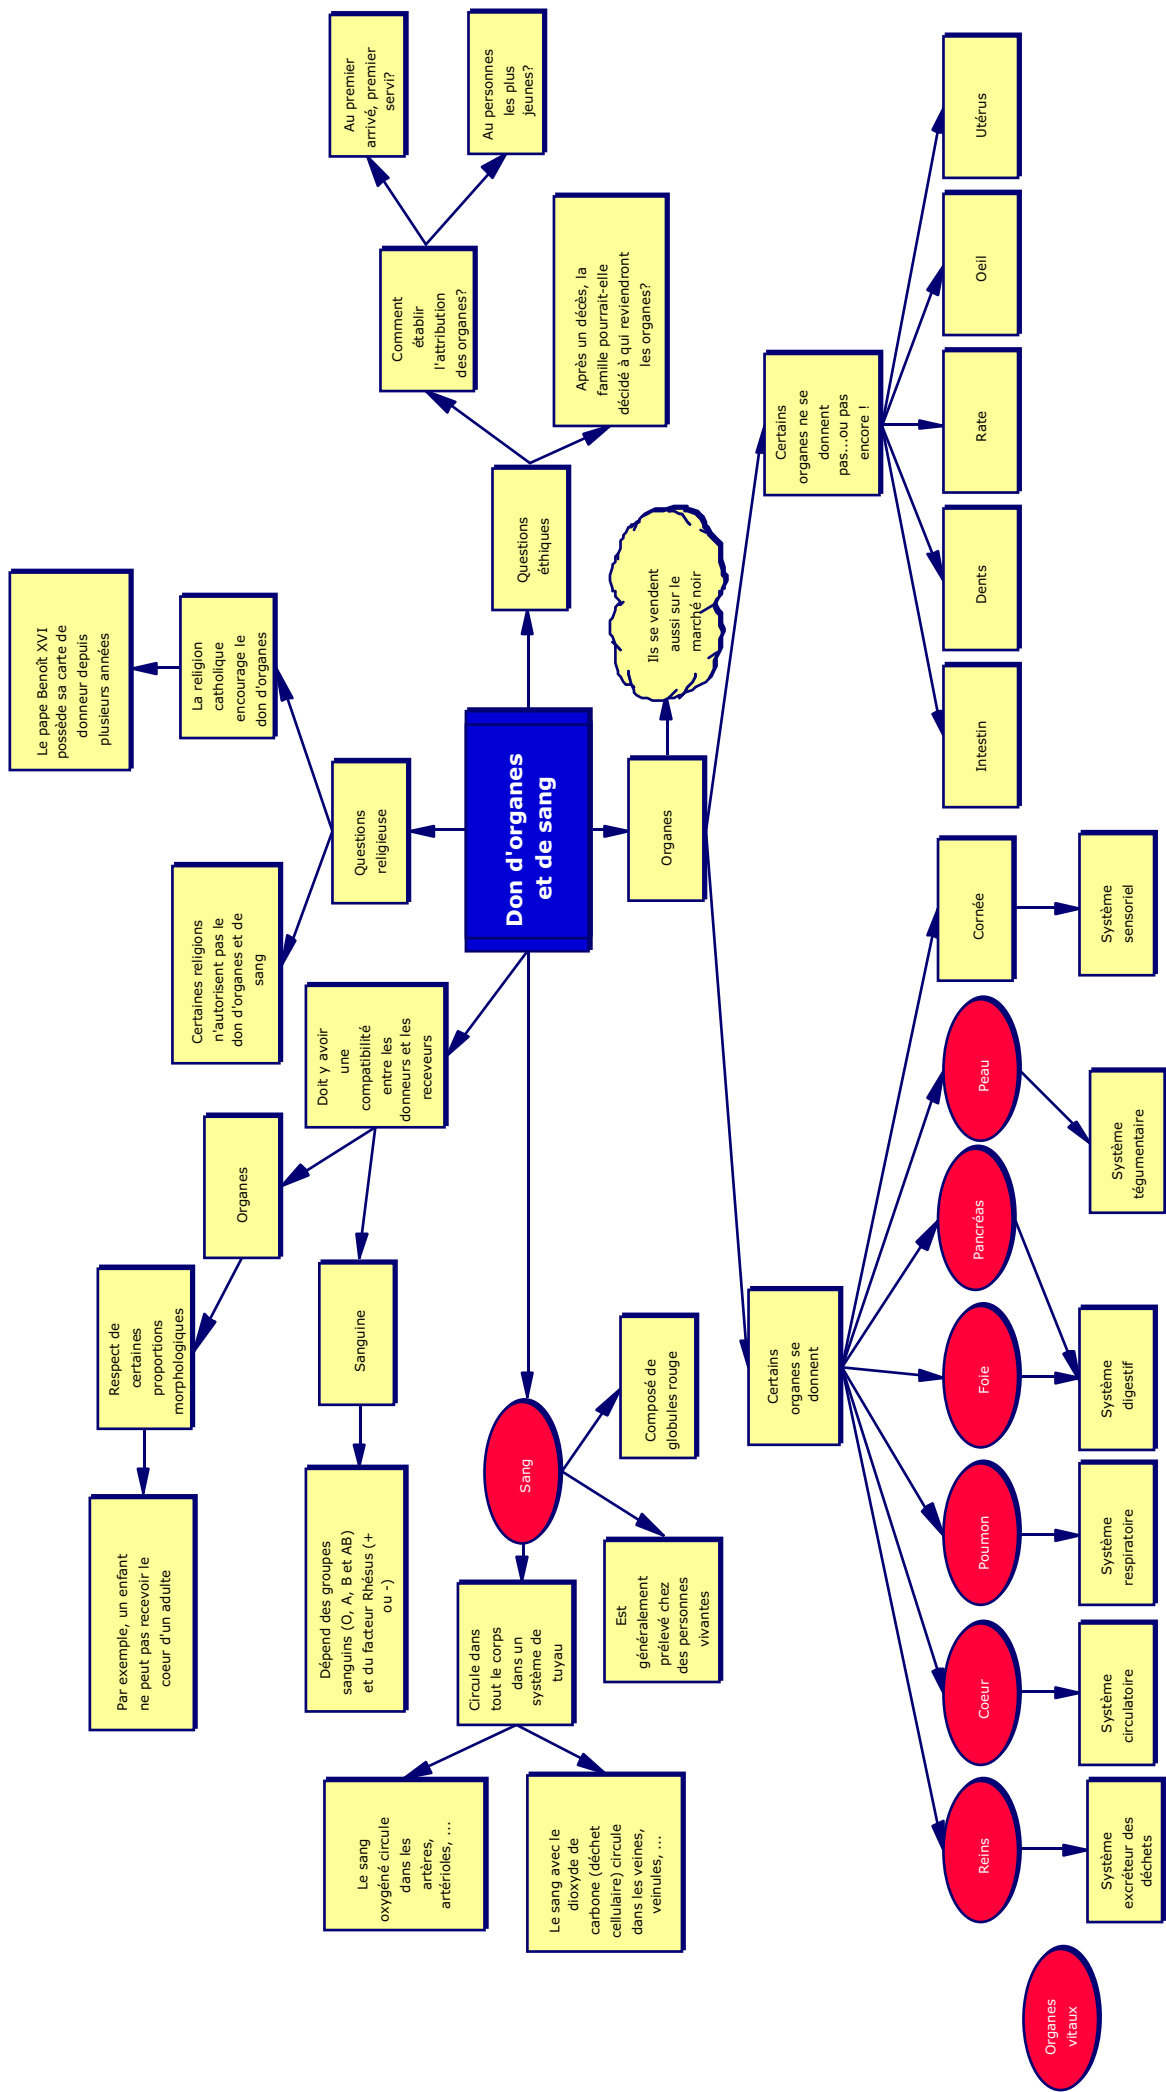 Le pape Benoît XVI
possède sa carte de
donneur depuis
plusieurs années
La religion
catholique
encourage le
don d'organes
Certaines religions
n'autorisent pas le
don d'organes et de
sang
Questions
religieuse
Au premier
arrivé, premier
servi?
Au personnes
les plus
jeunes?
Comment
établir
l'attribution
des organes?
Après un décès, la
famille pourrait-elle
décidé à qui reviendront
les organes?
Questions
éthiques
Don d'organes
et de sang
Doit y avoir
une
compatibilité
entre les
donneurs et les
receveurs
Organes
Respect de
certaines
proportions
morphologiques
Par exemple, un enfant
ne peut pas recevoir le
coeur d'un adulte
Sanguine
Dépend des groupes
sanguins (O, A, B et AB)
et du facteur Rhésus (+
ou -)
Sang
Composé de
globules rouge
Est
généralement
prélevé chez
des personnes
vivantes
Circule dans
tout le corps
dans un
système de
tuyau
Le sang
oxygéné circule
dans les
artères,
artérioles, ...
Le sang avec le
dioxyde de
carbone (déchet
cellulaire) circule
dans les veines,
veinules, ...
Organes
Ils se vendent
aussi sur le
marché noir
Certains
organes se
donnent
Certains
organes ne se
donnent
pas...ou pas
encore !
Reins
Coeur
Poumon
Foie
Pancréas
Peau
Cornée
Intestin
Dents
Rate
Oeil
Utérus
Système
excréteur des
déchets
Système
circulatoire
Système
respiratoire
Système
digestif
Système
tégumentaire
Système
sensoriel
Organes
vitaux